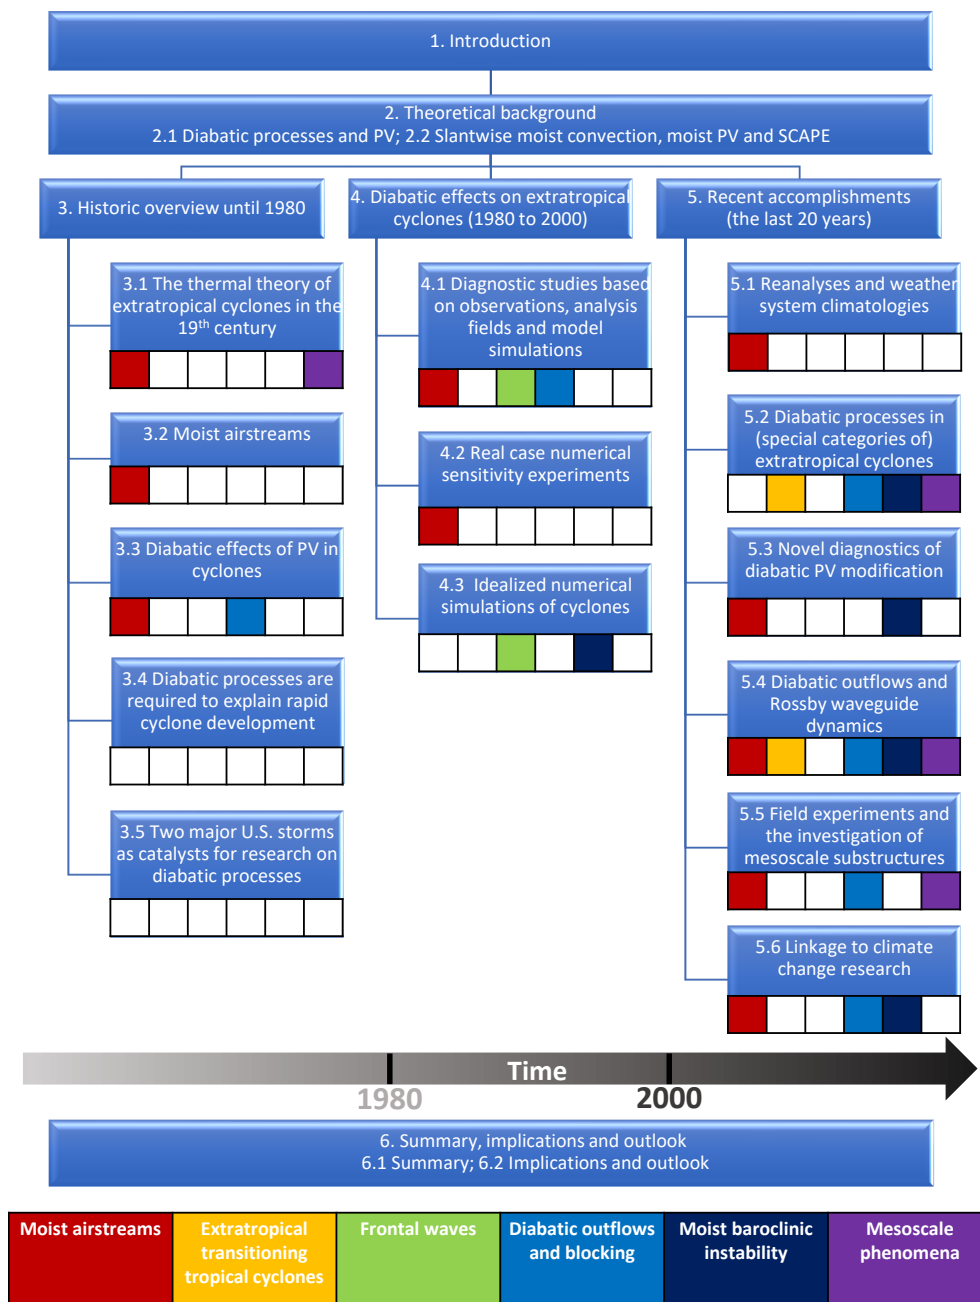 1. Introduction
2. Theoretical background
2.1 Diabatic processes and PV; 2.2 Slantwise moist convection, moist PV and SCAPE
3. Historic overview until 1980
3.1 The thermal theory of
extratropical cyclones in the
19th century
3.2 Moist airstreams
3.3 Diabatic effects of PV in
cyclones
3.4 Diabatic processes are
required to explain rapid
cyclone development
3.5 Two major U.S. storms
as catalysts for research on
diabatic processes
4. Diabatic effects on extratropical
cyclones (1980 to 2000)
4.1 Diagnostic studies based
on observations, analysis
fields and model
simulations
4.2 Real case numerical
sensitivity experiments
4.3 Idealized numerical
simulations of cyclones
5. Recent accomplishments
(the last 20 years)
5.1 Reanalyses and weather
system climatologies
5.2 Diabatic processes in
(special categories of)
extratropical cyclones
5.3 Novel diagnostics of
diabatic PV modification
5.4 Diabatic outflows and
Rossby waveguide
dynamics
5.5 Field experiments and
the investigation of
mesoscale substructures
5.6 Linkage to climate
change research
Time
1980
2000
6. Summary, implications and outlook
6.1 Summary; 6.2 Implications and outlook
Moist airstreams
Extratropical
transitioning
tropical cyclones
Frontal waves
Diabatic outflows
and blocking
Moist baroclinic
instability
Mesoscale
phenomena